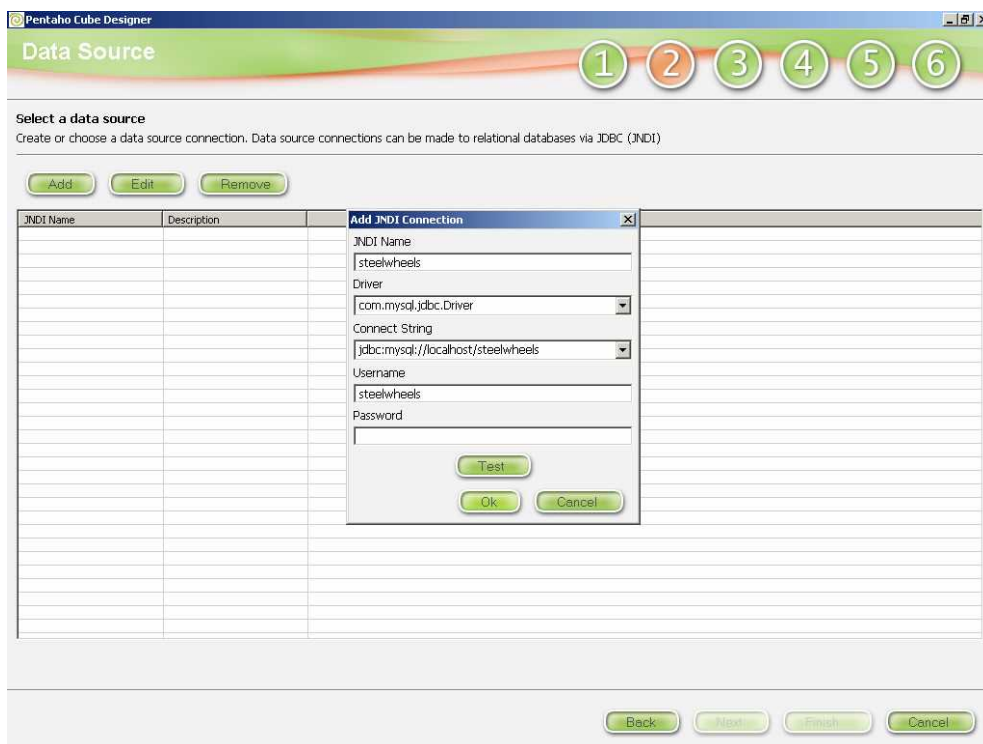 Pentaho Cube Designer
Data Source
1 2 3 4 5 6
Select a data source
Create or choose a data source connection. Data source connections can be made to relational databases via JDBC (JNDI)
Add Edit Remove
JNDI Name Description
Add JNDI Connection
JNDI Name
steelwheels
Driver
com.mysql.jdbc.Driver
Connect String
jdbc:mysql://localhost/steelwheels
Username
steelwheels
Password
Test
Ok Cancel
Back Next Finish Cancel